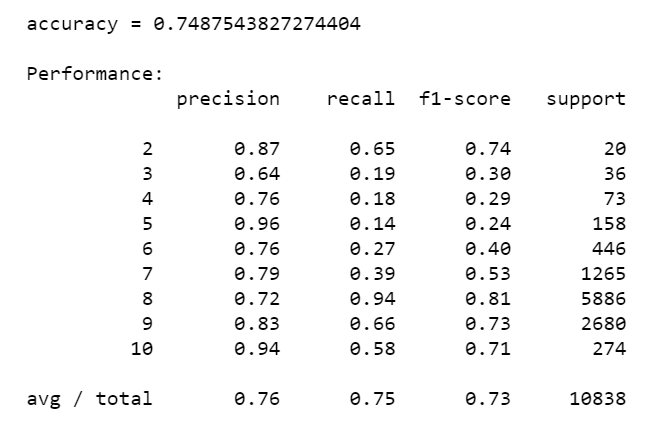 accuracy = 0.7487543827274404
Performance:
precision recall f1-score support
2 0.87 0.65 0.74 20
3 0.64 0.19 0.30 36
4 0.76 0.18 0.29 73
5 0.96 0.14 0.24 158
6 0.76 0.27 0.40 446
7 0.79 0.39 0.53 1265
8 0.72 0.94 0.81 5886
9 0.83 0.66 0.73 2680
10 0.94 0.58 0.71 274
avg / total 0.76 0.75 0.73 10838